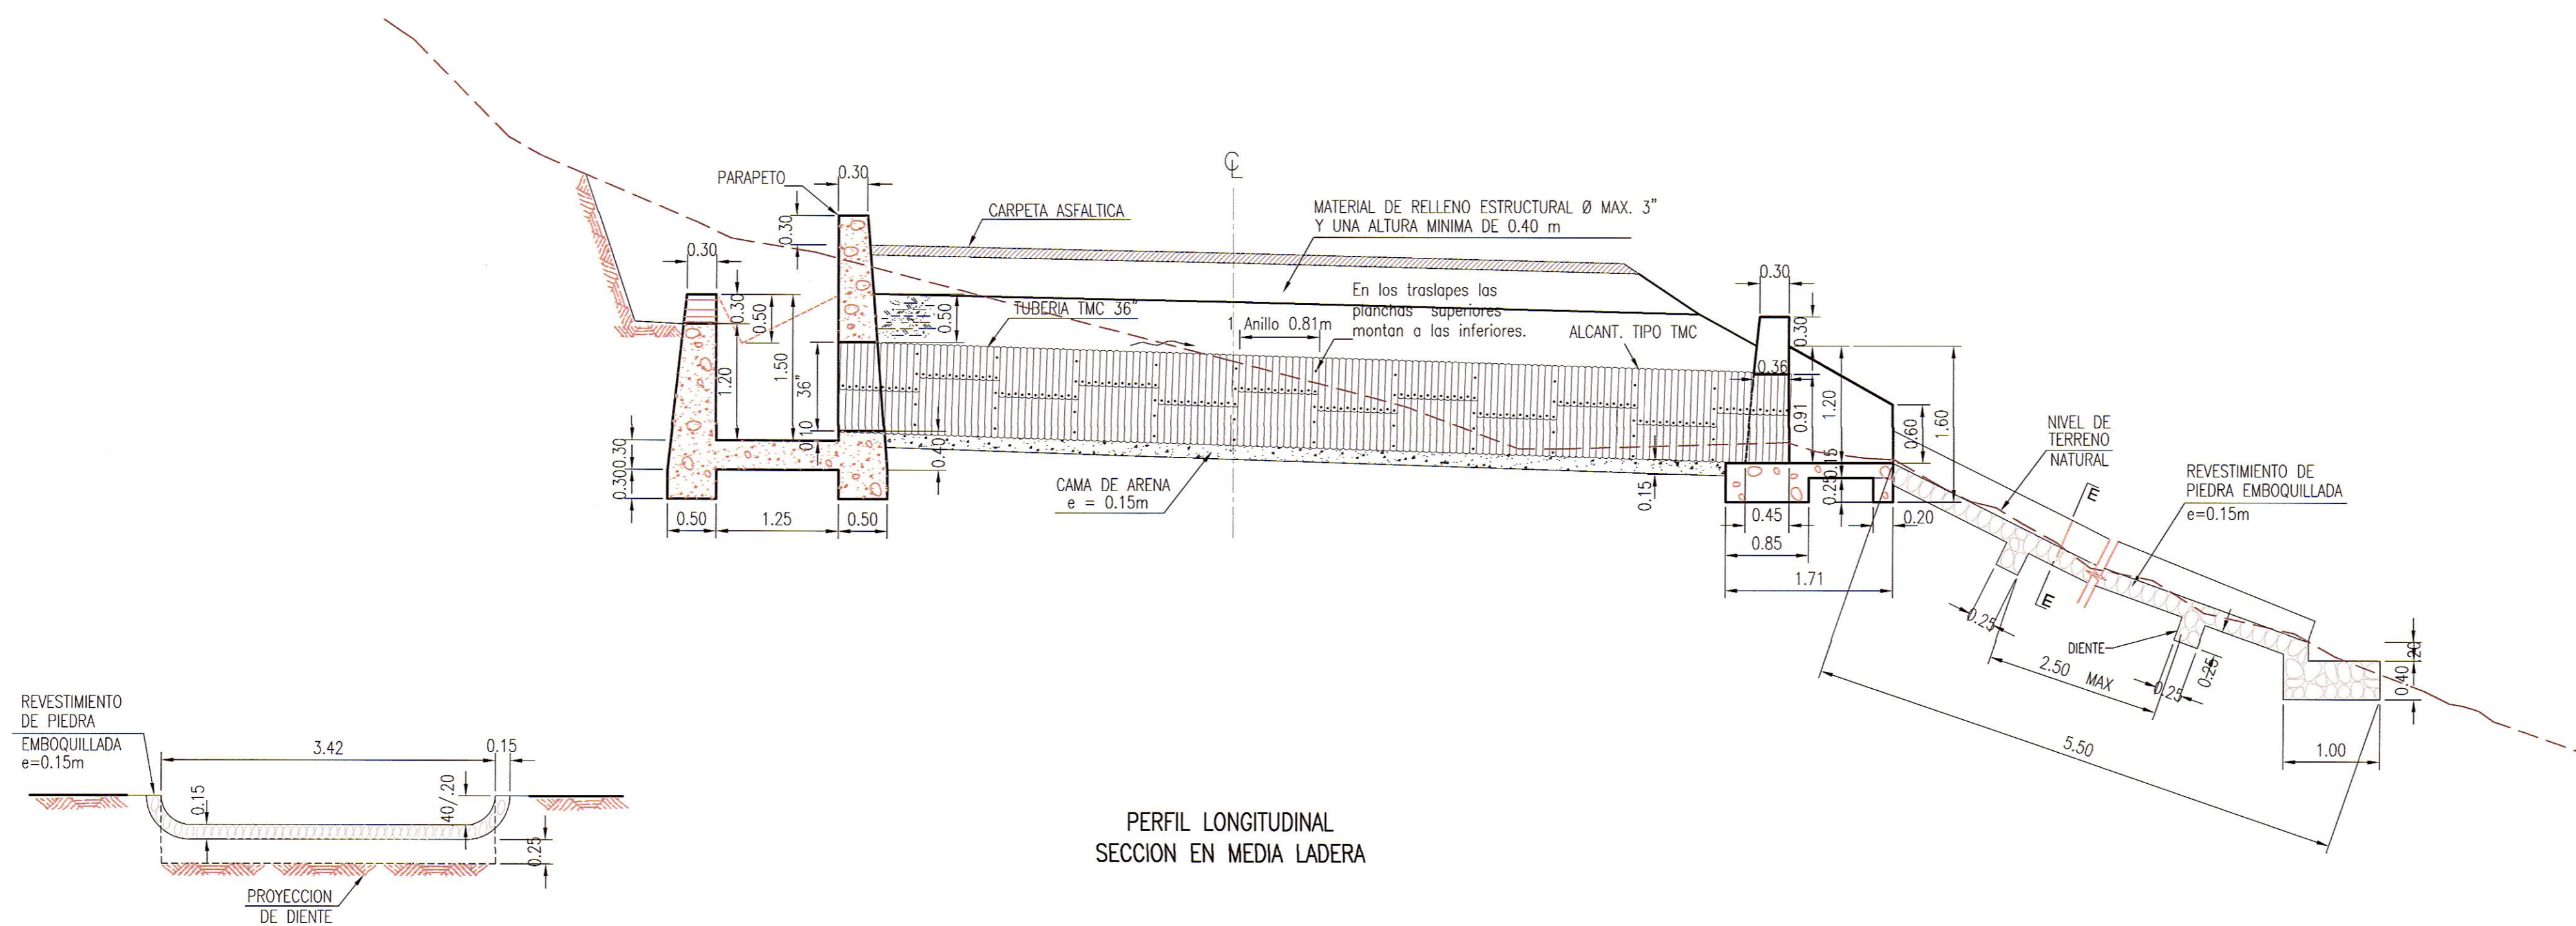 ℄
PARAPETO
0.30
0.30
CARPETA ASFALTICA
MATERIAL DE RELLENO ESTRUCTURAL Ø MAX. 3"
Y UNA ALTURA MINIMA DE 0.40 m
0.30
0.30
0.50
1.50
0.50
TUBERIA TMC 36"
En los traslapes las
planchas superiores
montan a las inferiores.
1 Anillo 0.81m
ALCANT. TIPO TMC
0.30
0.30
0.36
1.20
36"
0.10
0.40
0.30
0.30
0.91
1.20
0.15
0.25
0.60
1.60
CAMA DE ARENA
e = 0.15m
0.15
0.50
1.25
0.50
0.45
0.20
0.85
1.71
NIVEL DE
TERRENO
NATURAL
REVESTIMIENTO DE
PIEDRA EMBOQUILLADA
e=0.15m
E
E
0.25
DIENTE
2.50 MAX
0.25
0.25
.20
0.40
5.50
1.00
REVESTIMIENTO
DE PIEDRA
EMBOQUILLADA
e=0.15m
3.42
0.15
0.15
40/.20
0.25
PROYECCION
DE DIENTE
PERFIL LONGITUDINAL
SECCION EN MEDIA LADERA